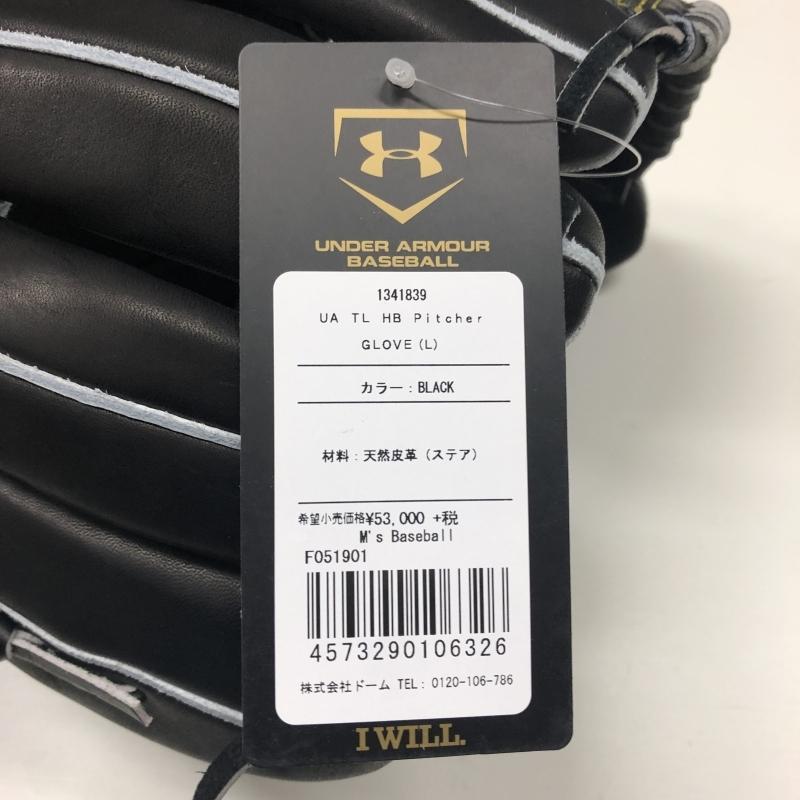 UNDER ARMOUR
BASEBALL
1341839
UA TL HB Pitcher
GLOVE(L)
カラー：BLACK
材料：天然皮革（ステア）
希望小売価格¥53,000 +税
M's Baseball
F051901
4573290106326
株式会社ドーム TEL: 0120-106-786
I WILL.